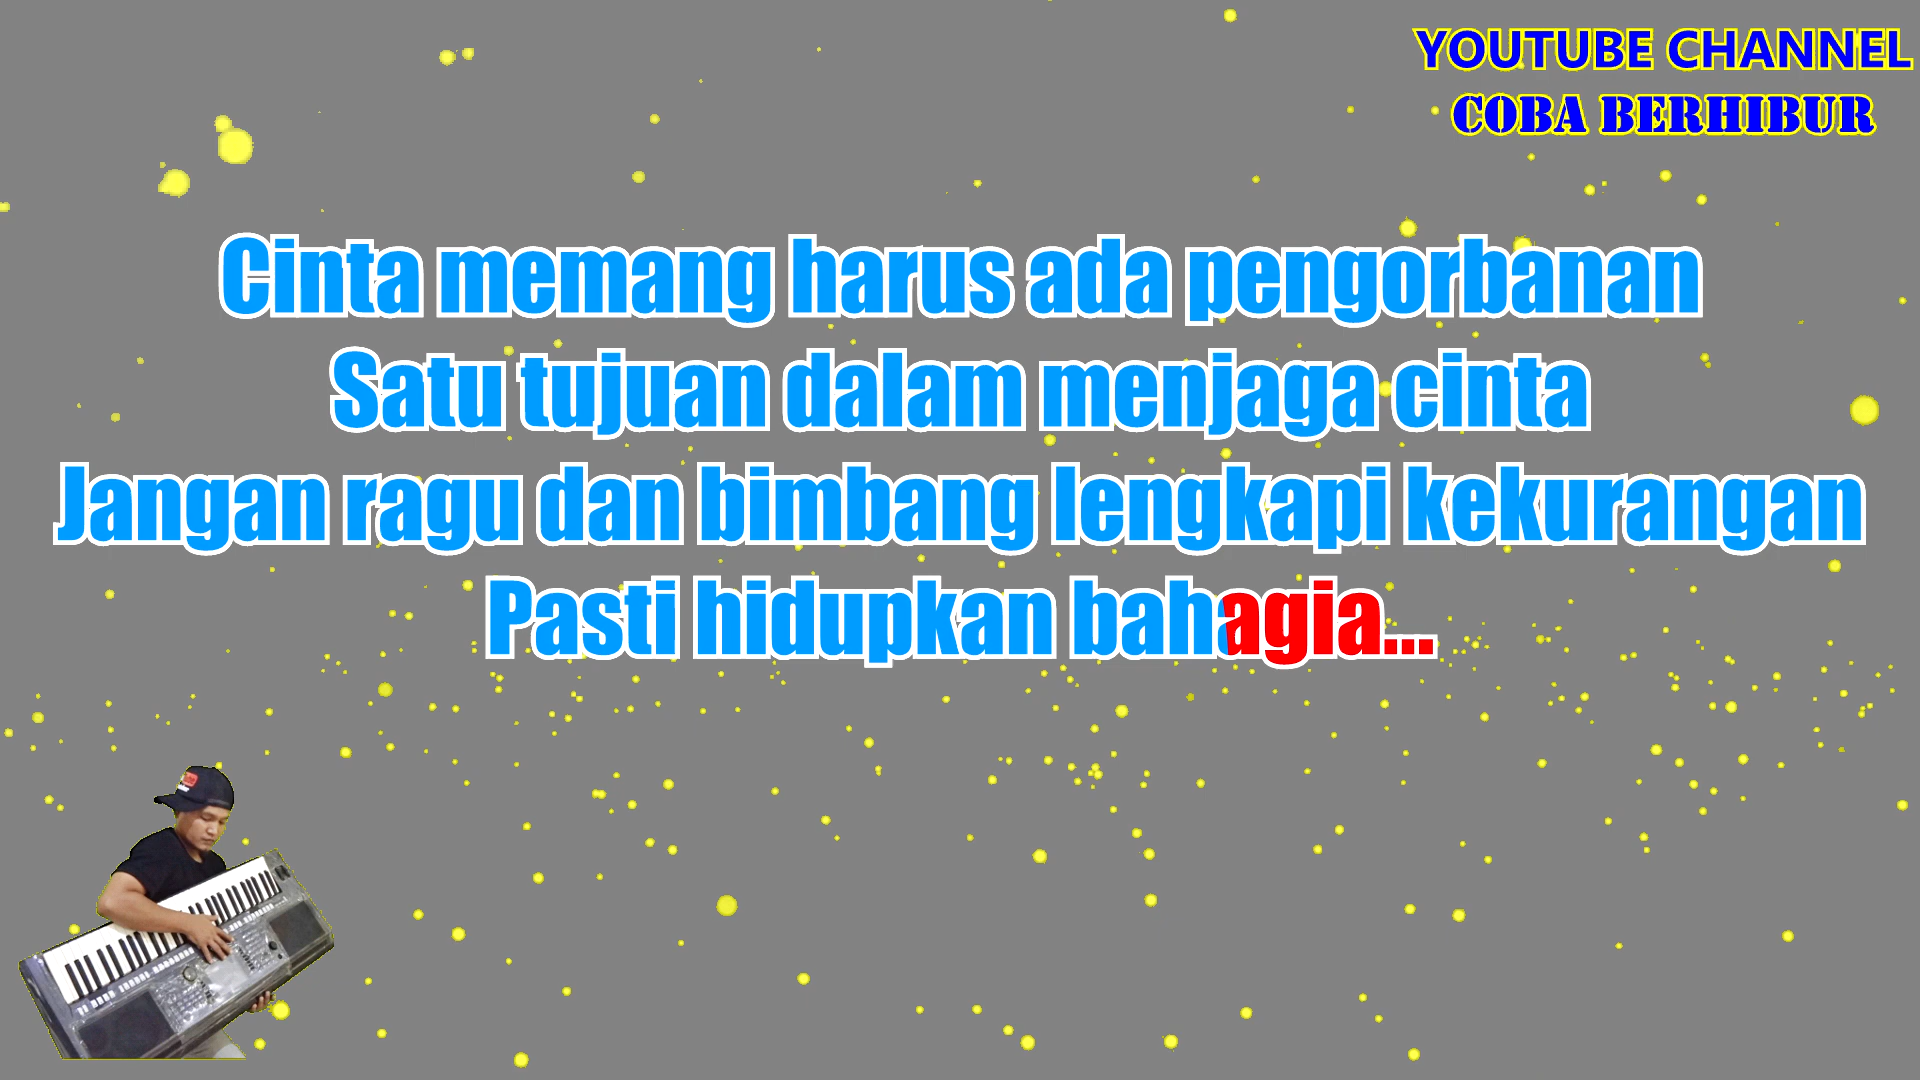 YOUTUBE CHANNEL
COBA BERHIBUR
Cinta memang harus ada pengorbanan
Satu tujuan dalam menjaga cinta
Jangan ragu dan bimbang lengkapi kekurangan
Pasti hidupkan bahagia...